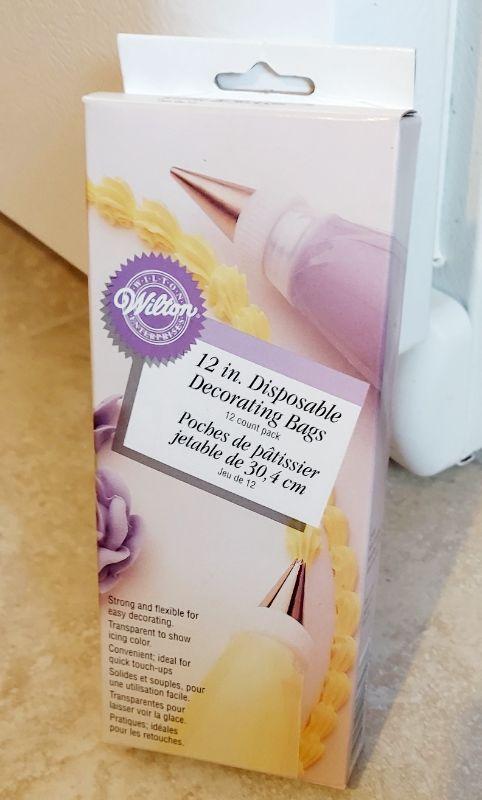 WILTON
Wilton®
ENTERPRISES
12 in. Disposable
Decorating Bags
12 count pack
Poches de pâtissier
jetable de 30,4 cm
Jeu de 12
Strong and flexible for
easy decorating.
Transparent to show
icing color.
Convenient; ideal for
quick touch-ups
Solides et souples, pour
une utilisation facile.
Transparentes pour
laisser voir la glace.
Pratiques; idéales
pour les retouches.